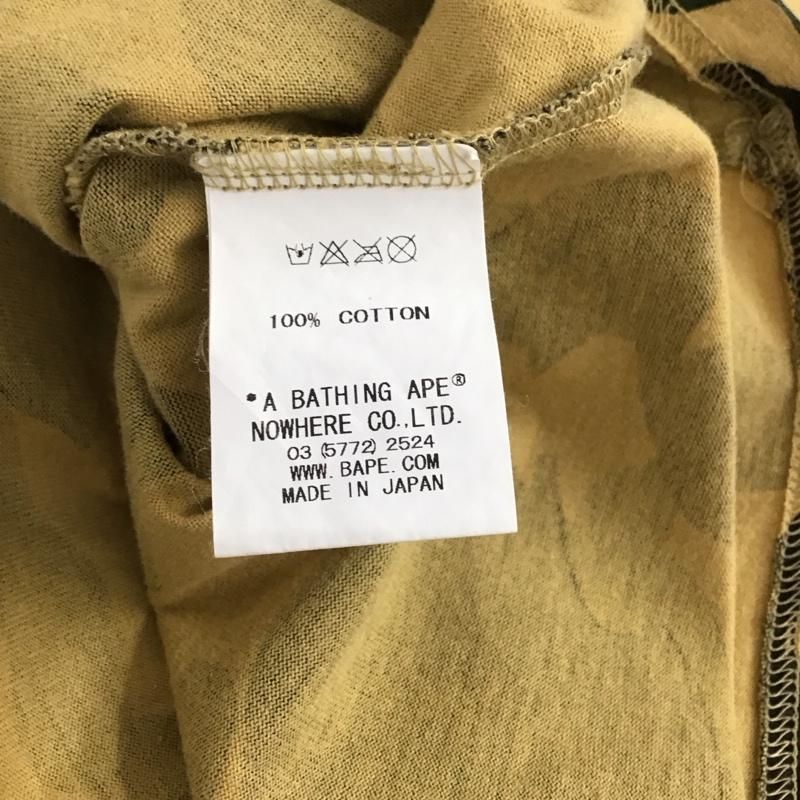 100% COTTON
*A BATHING APE®
NOWHERE CO.,LTD.
03 (5772) 2524
WWW.BAPE.COM
MADE IN JAPAN